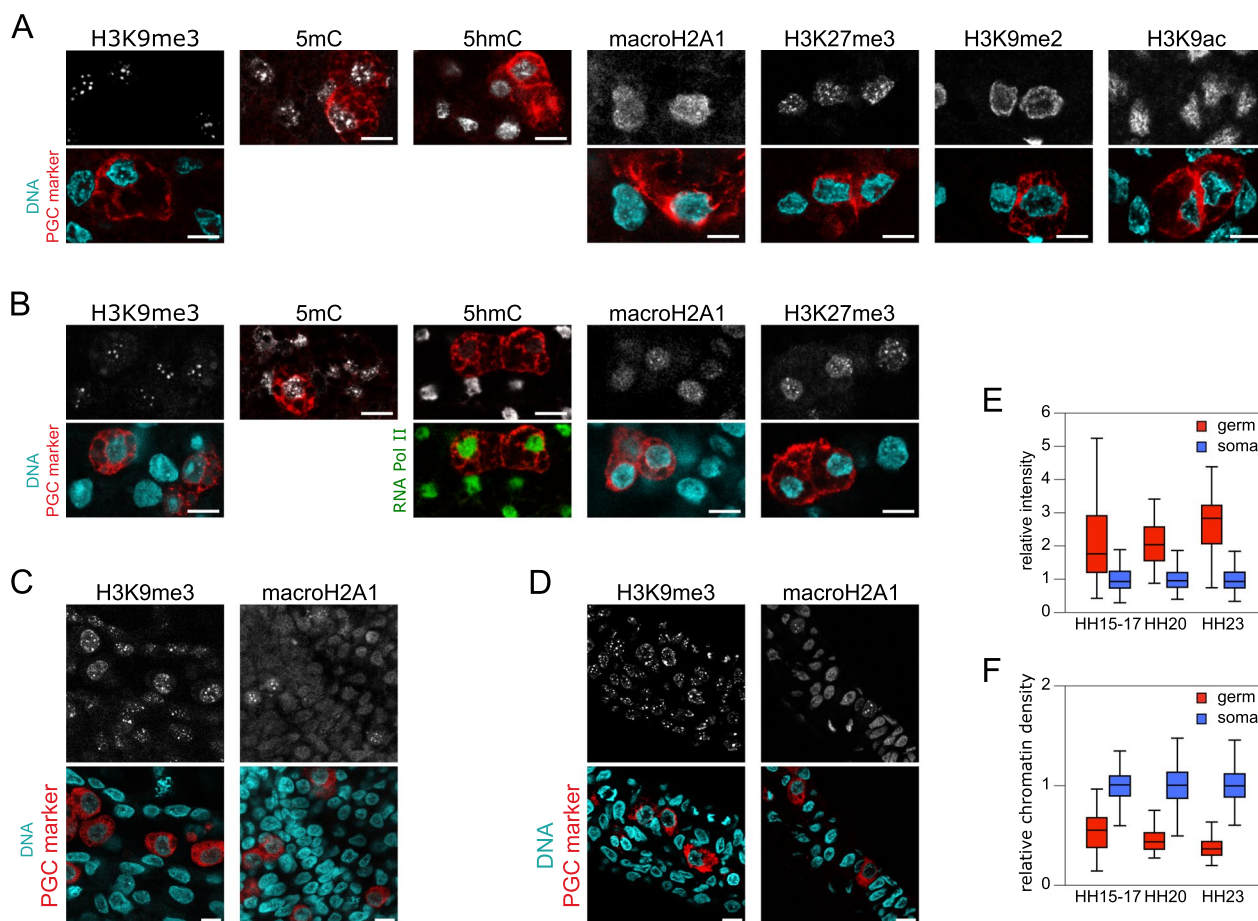 A
H3K9me3 5mC 5hmC macroH2A1 H3K27me3 H3K9me2 H3K9ac
DNA
PGC marker
B
H3K9me3 5mC 5hmC macroH2A1 H3K27me3
DNA
PGC marker
RNA Pol II
C
H3K9me3 macroH2A1
DNA
PGC marker
D
H3K9me3 macroH2A1
DNA
PGC marker
E
relative intensity
6
5
4
3
2
1
0
germ
soma
HH15-17 HH20 HH23
F
relative chromatin density
2
1
0
germ
soma
HH15-17 HH20 HH23